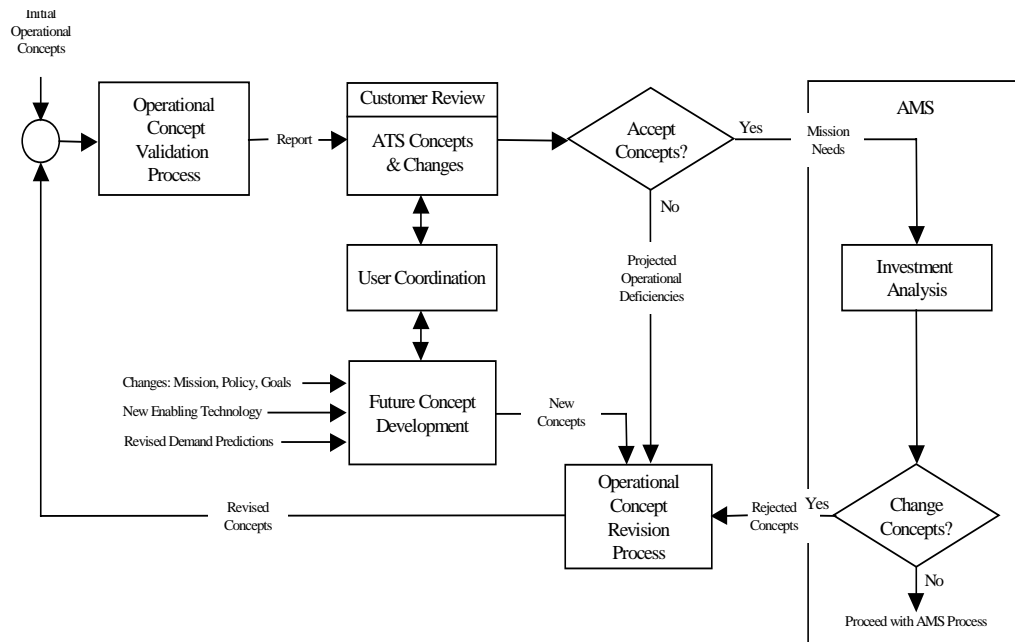 Initial
Operational
Concepts
Operational
Concept
Validation
Process
Report
Customer Review
ATS Concepts
& Changes
Accept
Concepts?
Yes
No
Mission
Needs
AMS
Investment
Analysis
User Coordination
Projected
Operational
Deficiencies
Changes: Mission, Policy, Goals
New Enabling Technology
Revised Demand Predictions
Future Concept
Development
New
Concepts
Revised
Concepts
Operational
Concept
Revision
Process
Rejected
Concepts
Yes
Change
Concepts?
No
Proceed with AMS Process